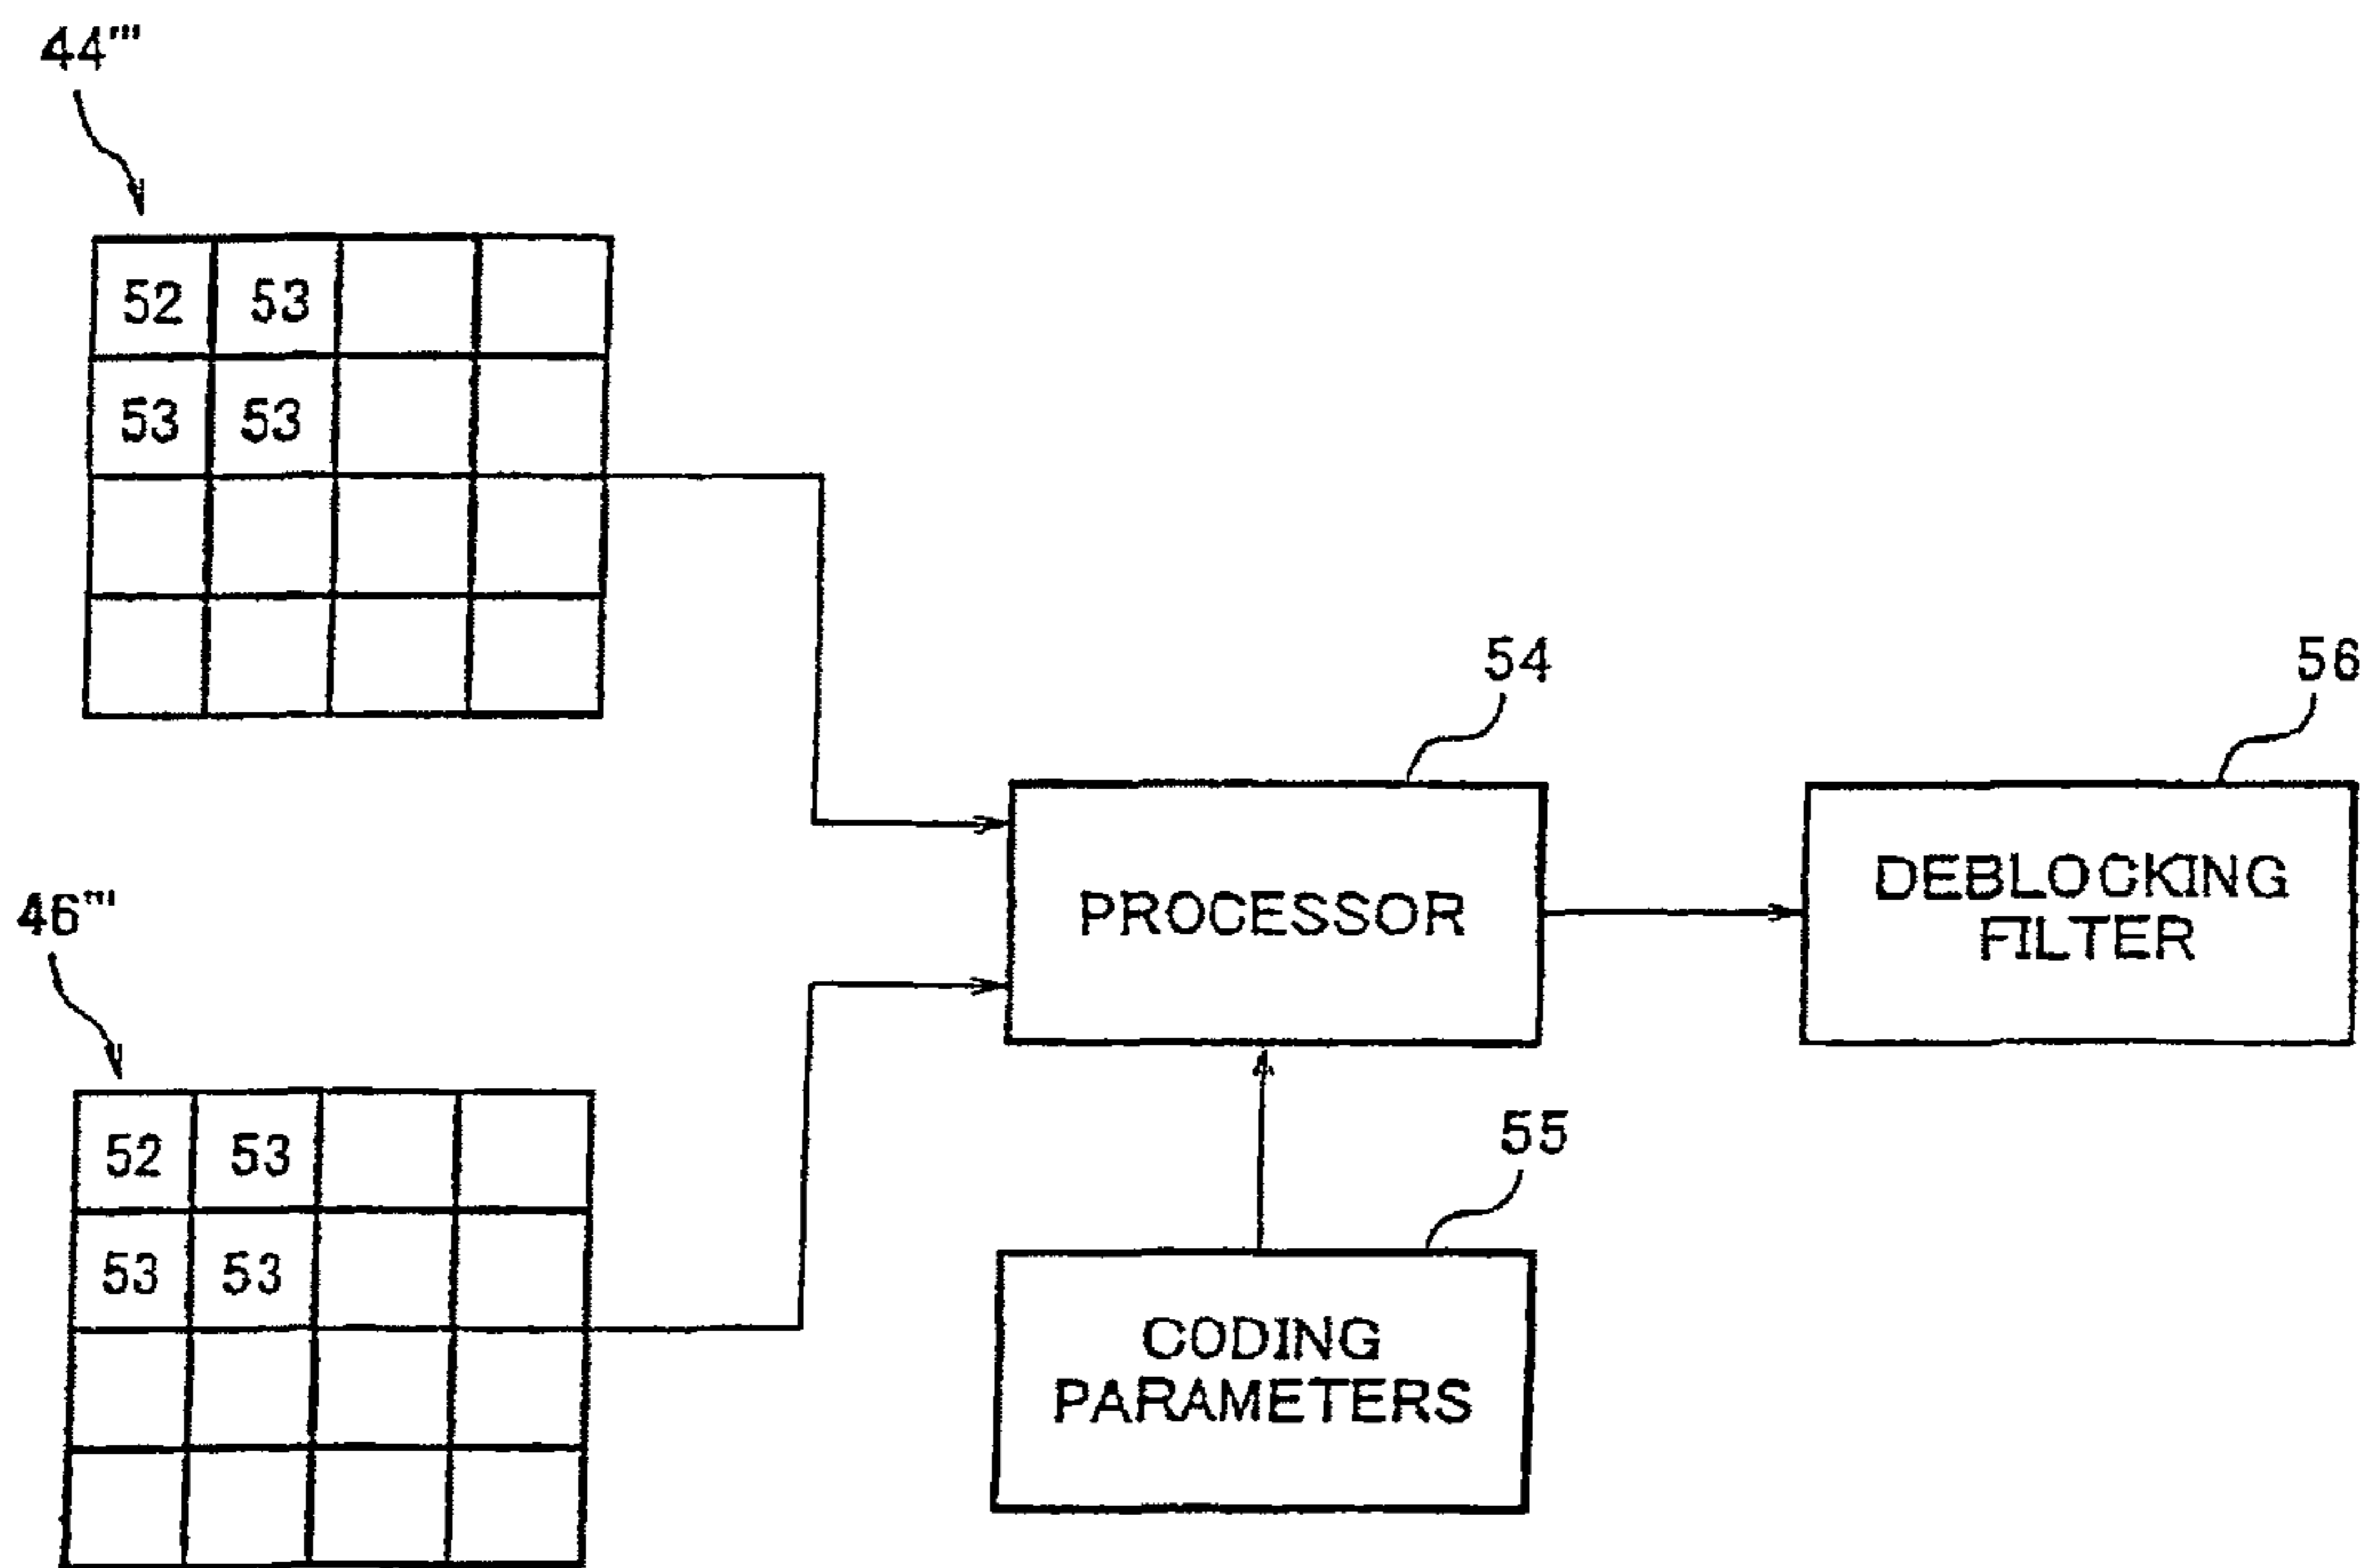 44'''
52 53
53 53
54
56
PROCESSOR
DEBLOCKING
FILTER
46'''
52 53
53 53
55
CODING
PARAMETERS